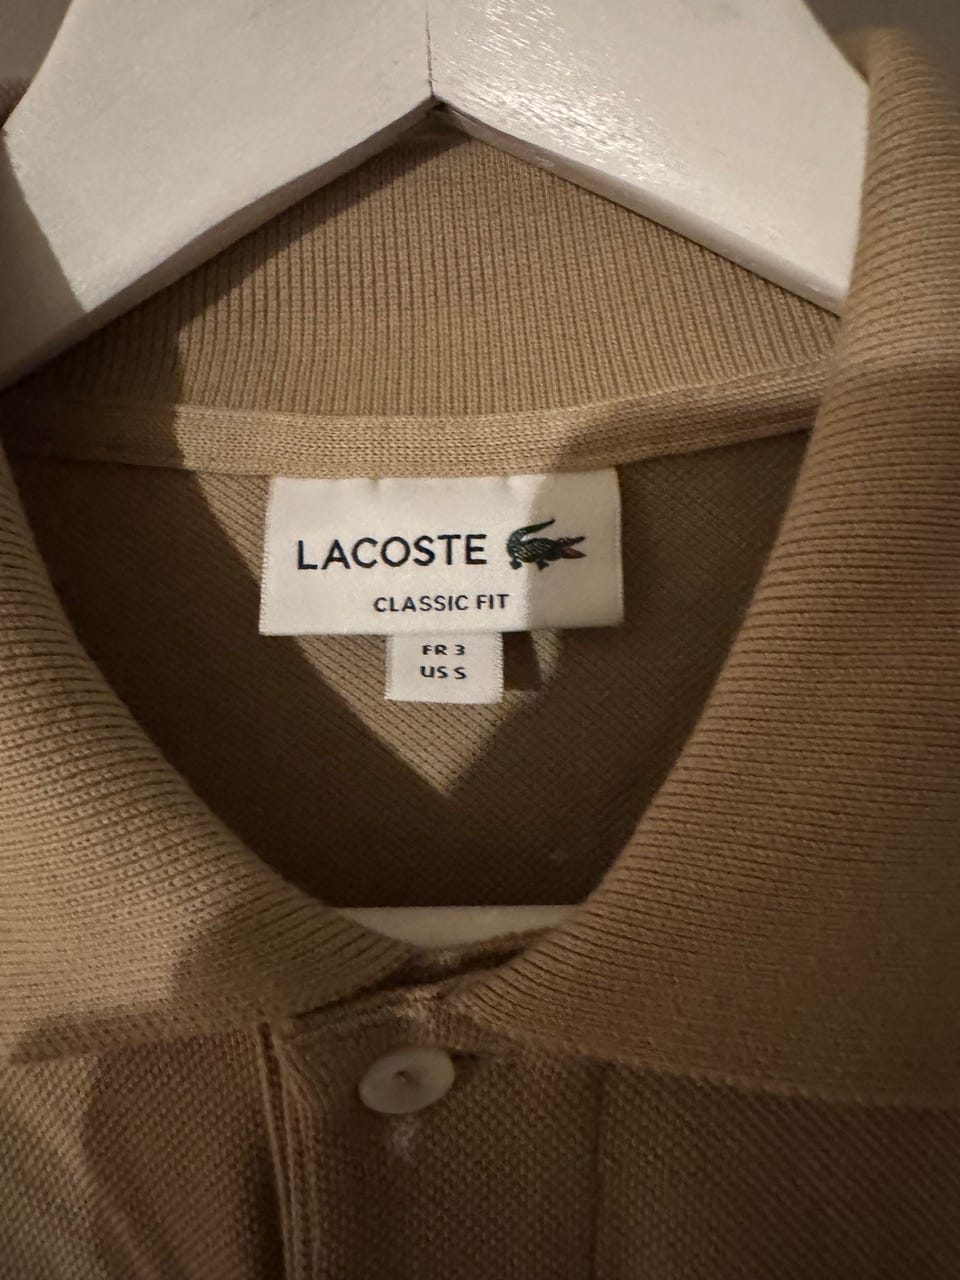 LACOSTE
CLASSIC FIT
FR 3
US S